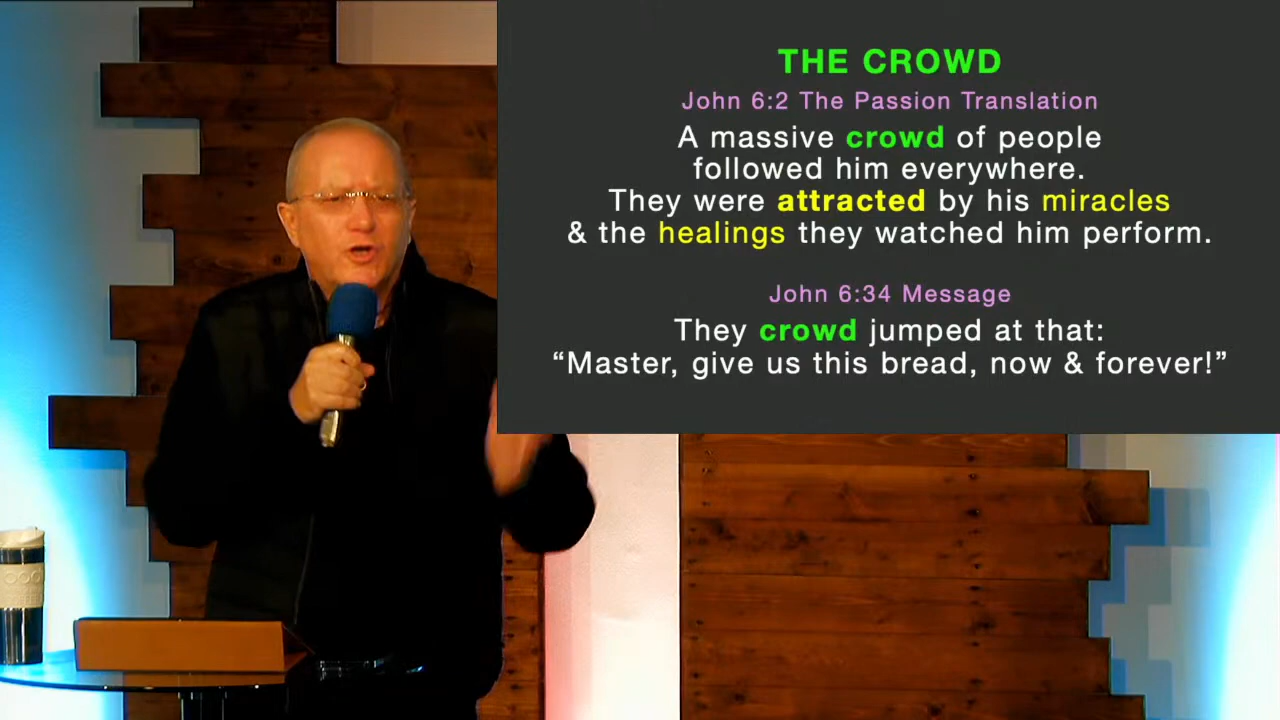 THE CROWD
John 6:2 The Passion Translation
A massive crowd of people
followed him everywhere.
They were attracted by his miracles
& the healings they watched him perform.
John 6:34 Message
They crowd jumped at that:
“Master, give us this bread, now & forever!”